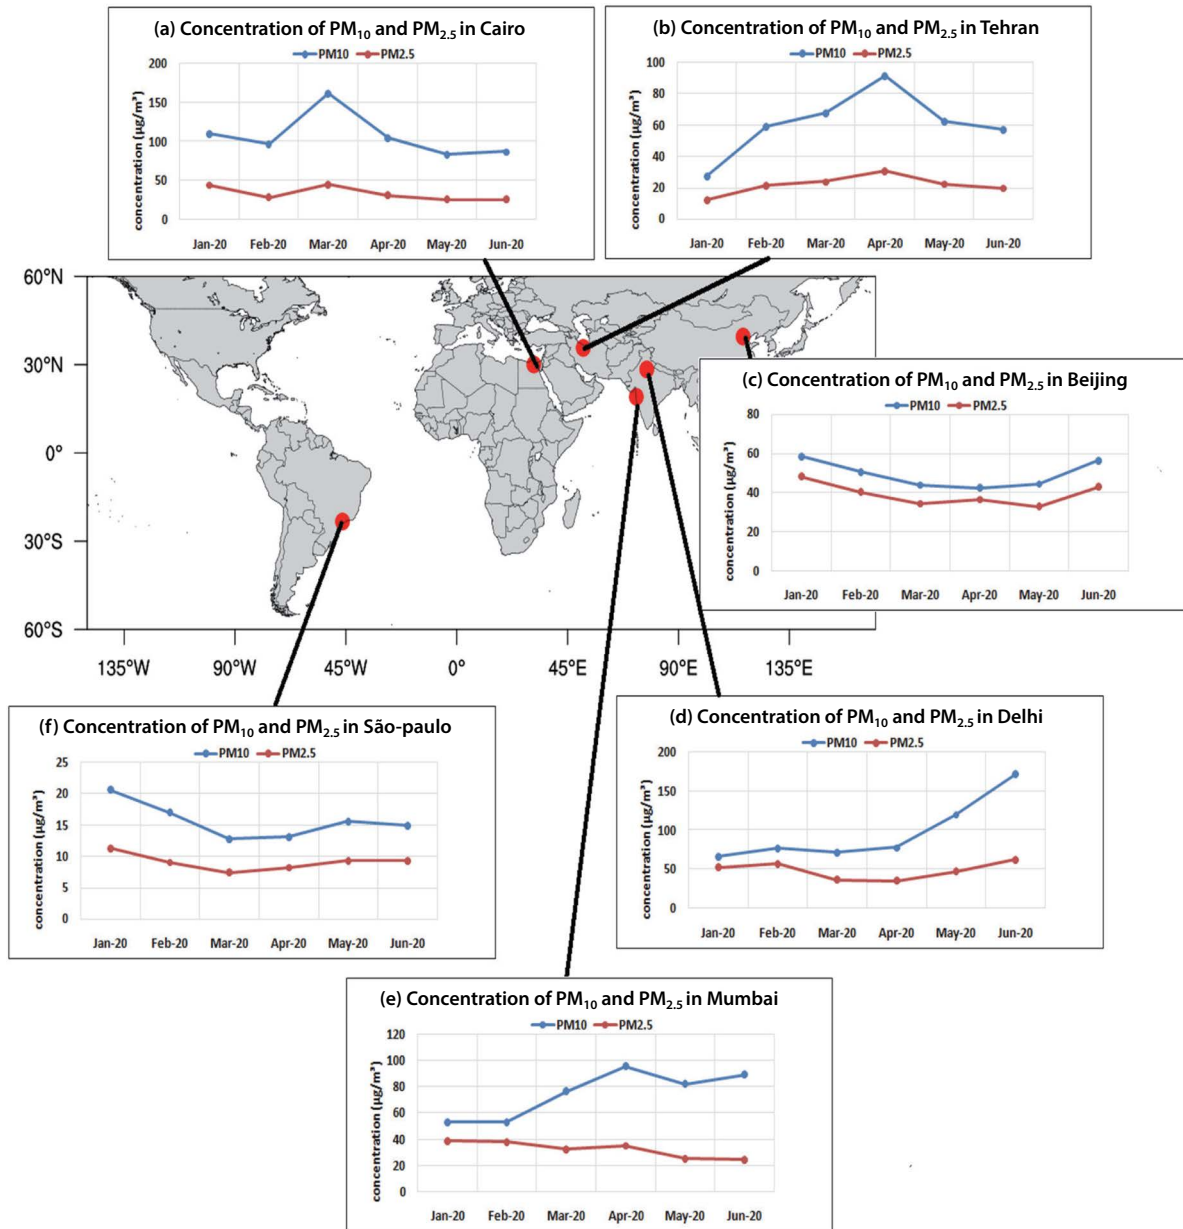 (a) Concentration of PM10 and PM2.5 in Cairo
PM10 PM2.5
concentration (µg/m³)
200
150
100
50
0
Jan-20 Feb-20 Mar-20 Apr-20 May-20 Jun-20
(b) Concentration of PM10 and PM2.5 in Tehran
PM10 PM2.5
concentration (µg/m³)
100
80
60
40
20
0
Jan-20 Feb-20 Mar-20 Apr-20 May-20 Jun-20
60°N
30°N
0°
30°S
60°S
135°W 90°W 45°W 0° 45°E 90°E 135°E
(c) Concentration of PM10 and PM2.5 in Beijing
PM10 PM2.5
concentration (µg/m³)
80
60
40
20
0
Jan-20 Feb-20 Mar-20 Apr-20 May-20 Jun-20
(f) Concentration of PM10 and PM2.5 in São-paulo
PM10 PM2.5
concentration (µg/m³)
25
20
15
10
5
0
Jan-20 Feb-20 Mar-20 Apr-20 May-20 Jun-20
(d) Concentration of PM10 and PM2.5 in Delhi
PM10 PM2.5
concentration (µg/m³)
200
150
100
50
0
Jan-20 Feb-20 Mar-20 Apr-20 May-20 Jun-20
(e) Concentration of PM10 and PM2.5 in Mumbai
PM10 PM2.5
concentration (µg/m³)
120
100
80
60
40
20
0
Jan-20 Feb-20 Mar-20 Apr-20 May-20 Jun-20